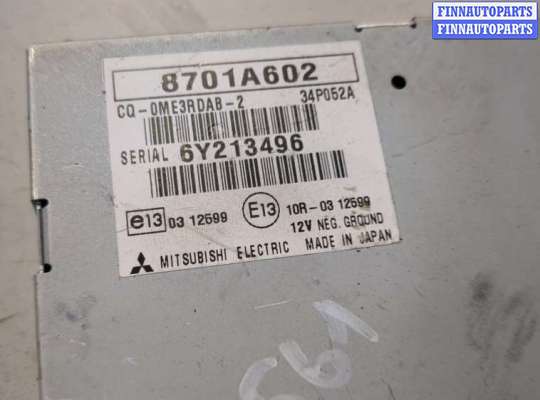 FINNAUTOPARTS
FINNAUTOPARTS
8701A602
CQ-0ME3RDAB-2 34P052A
SERIAL 6Y213496
e13 03 12599 E13 10R-03 12599
12V NEG. GROUND
MITSUBISHI ELECTRIC MADE IN JAPAN